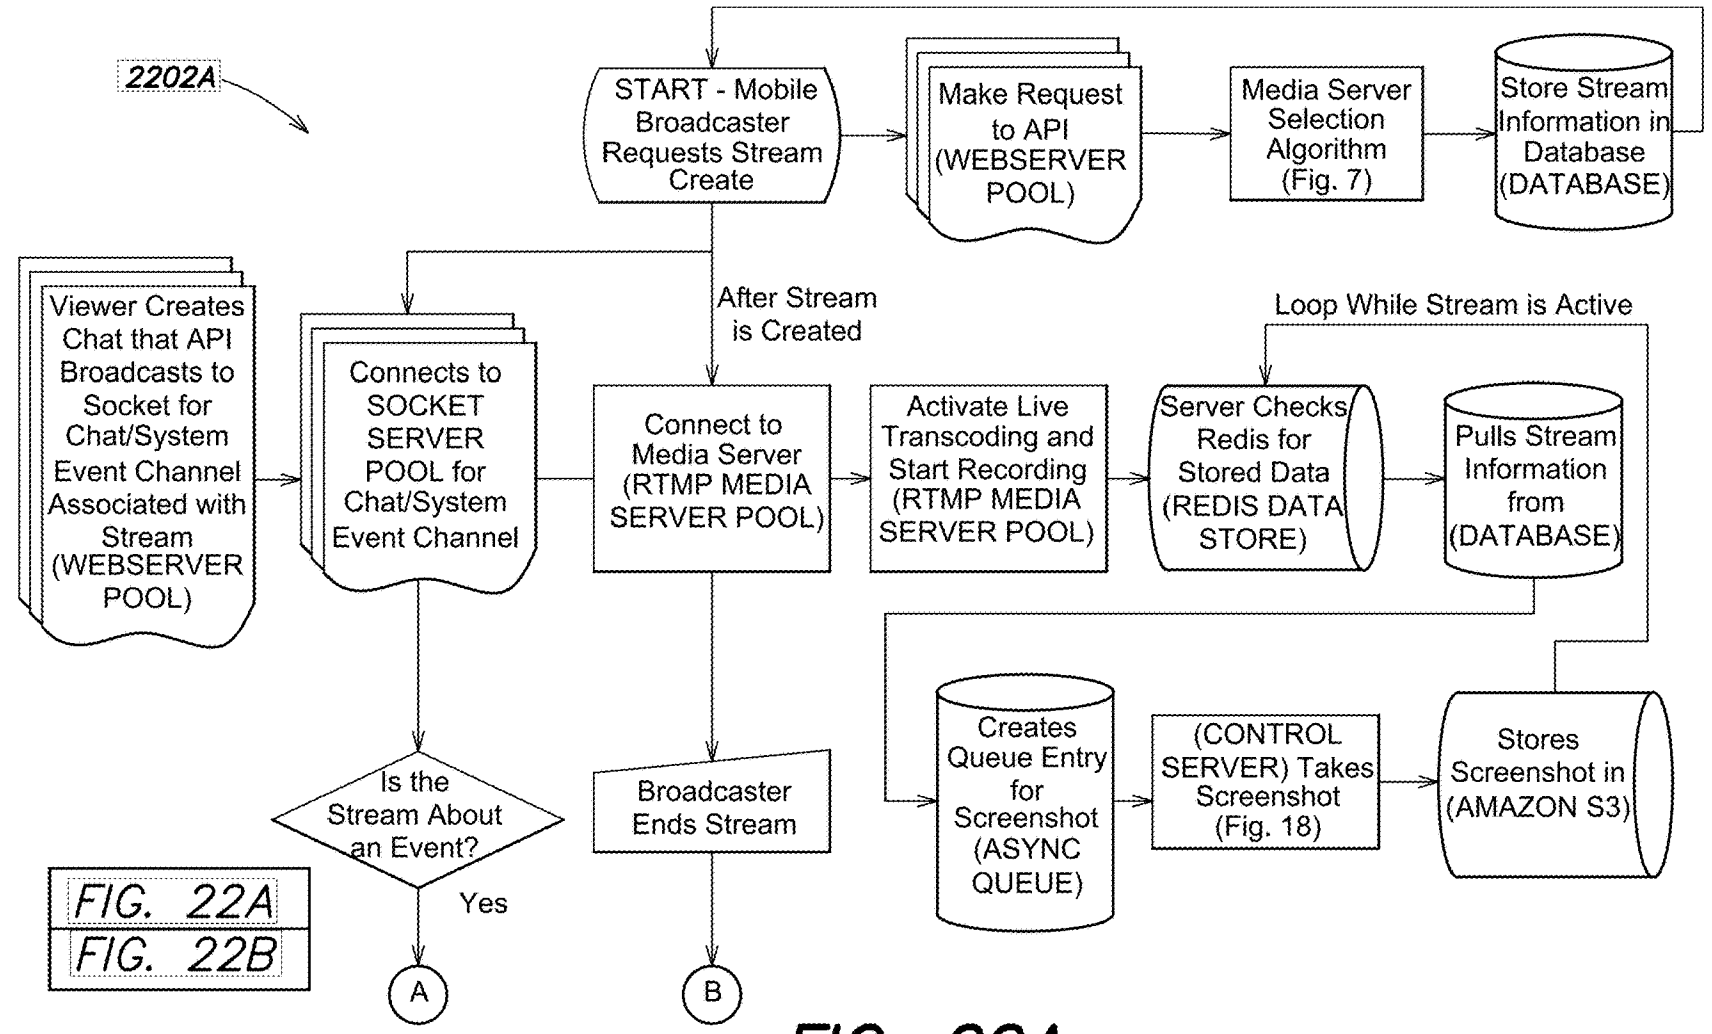 2202A
START - Mobile
Broadcaster
Requests Stream
Create
Make Request
to API
(WEBSERVER
POOL)
Media Server
Selection
Algorithm
(Fig. 7)
Store Stream
Information in
Database
(DATABASE)
Viewer Creates
Chat that API
Broadcasts to
Socket for
Chat/System
Event Channel
Associated with
Stream
(WEBSERVER
POOL)
Connects to
SOCKET
SERVER
POOL for
Chat/System
Event Channel
After Stream
is Created
Connect to
Media Server
(RTMP MEDIA
SERVER POOL)
Activate Live
Transcoding and
Start Recording
(RTMP MEDIA
SERVER POOL)
Loop While Stream is Active
Server Checks
Redis for
Stored Data
(REDIS DATA
STORE)
Pulls Stream
Information
from
(DATABASE)
Is the
Stream About
an Event?
Yes
A
Broadcaster
Ends Stream
B
Creates
Queue Entry
for
Screenshot
(ASYNC
QUEUE)
(CONTROL
SERVER) Takes
Screenshot
(Fig. 18)
Stores
Screenshot in
(AMAZON S3)
FIG. 22A
FIG. 22B